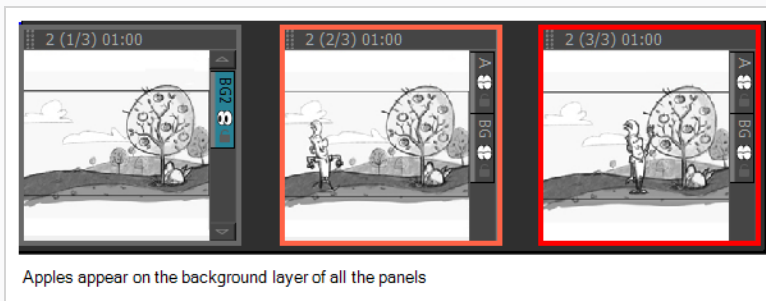 2 (1/3) 01:00
BG2
2 (2/3) 01:00
A
BG
2 (3/3) 01:00
A
BG
Apples appear on the background layer of all the panels